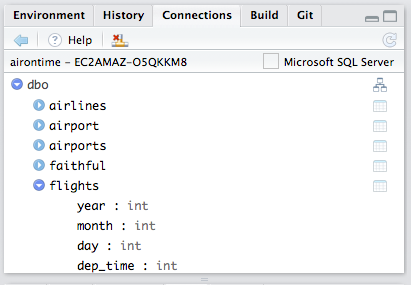 Environment History Connections Build Git
Help
airontime - EC2AMAZ-O5QKKM8 Microsoft SQL Server
dbo
airlines
airport
airports
faithful
flights
year : int
month : int
day : int
dep_time : int